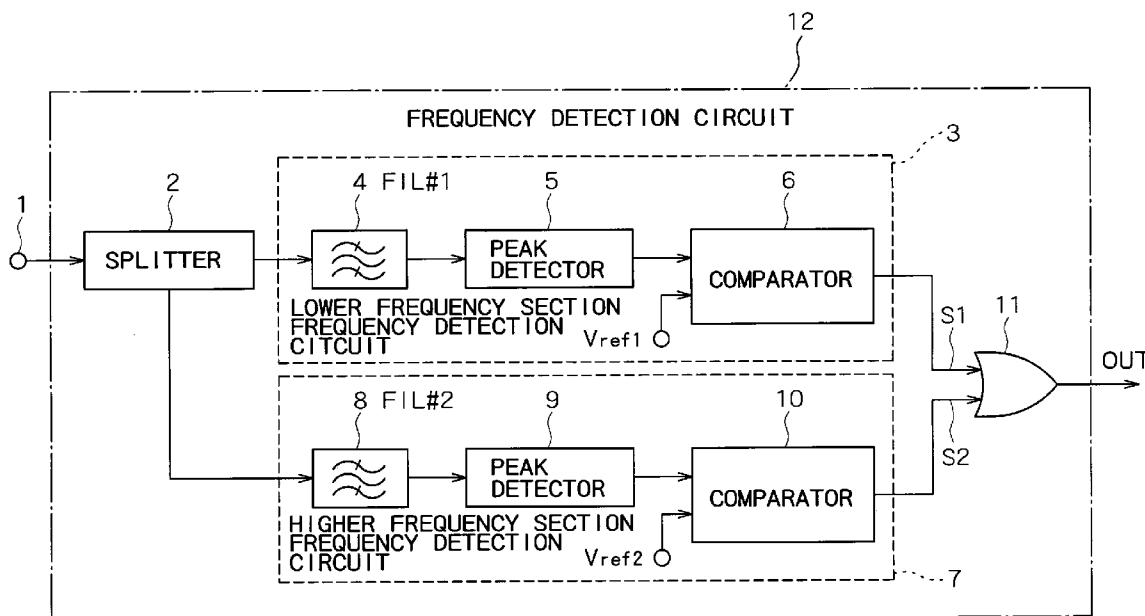 12
FREQUENCY DETECTION CIRCUIT
3
1
2
4 FIL#1
5
6
SPLITTER
PEAK
DETECTOR
COMPARATOR
LOWER FREQUENCY SECTION
FREQUENCY DETECTION
CITCUIT
Vref1
S1
11
OUT
8 FIL#2
9
10
S2
PEAK
DETECTOR
COMPARATOR
HIGHER FREQUENCY SECTION
FREQUENCY DETECTION
CIRCUIT
Vref2
7